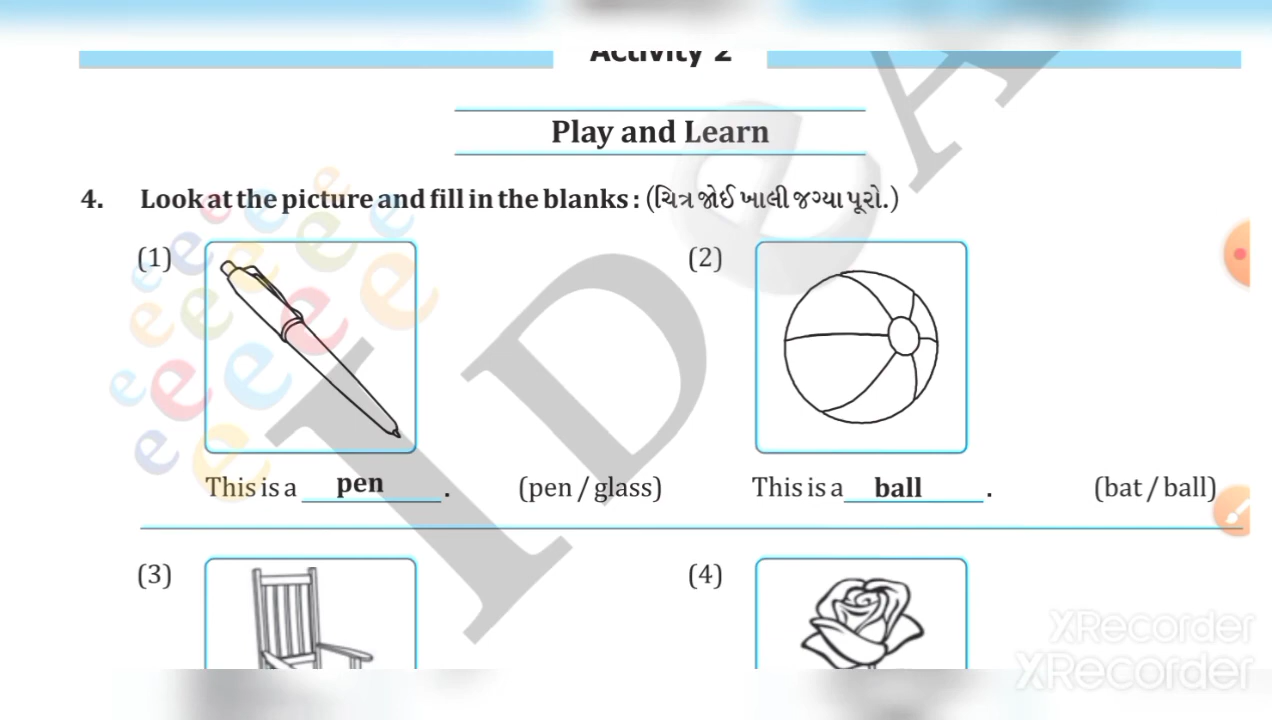 Activity 2
Play and Learn
4. Look at the picture and fill in the blanks : (ચિત્ર જોઈ ખાલી જગ્યા પૂરો.)
(1) (2)
This is a pen . (pen / glass) This is a ball . (bat / ball)
(3) (4)
IDeA
XRecorder
XRecorder